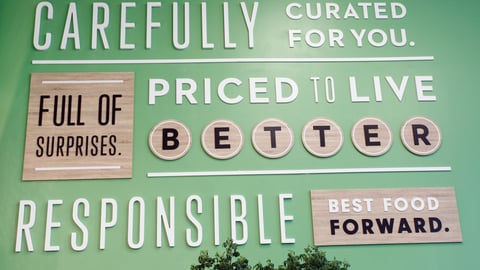 CAREFULLY
CURATED
FOR YOU.
FULL OF
SURPRISES.
PRICED TO LIVE
BETTER
RESPONSIBLE
BEST FOOD
FORWARD.